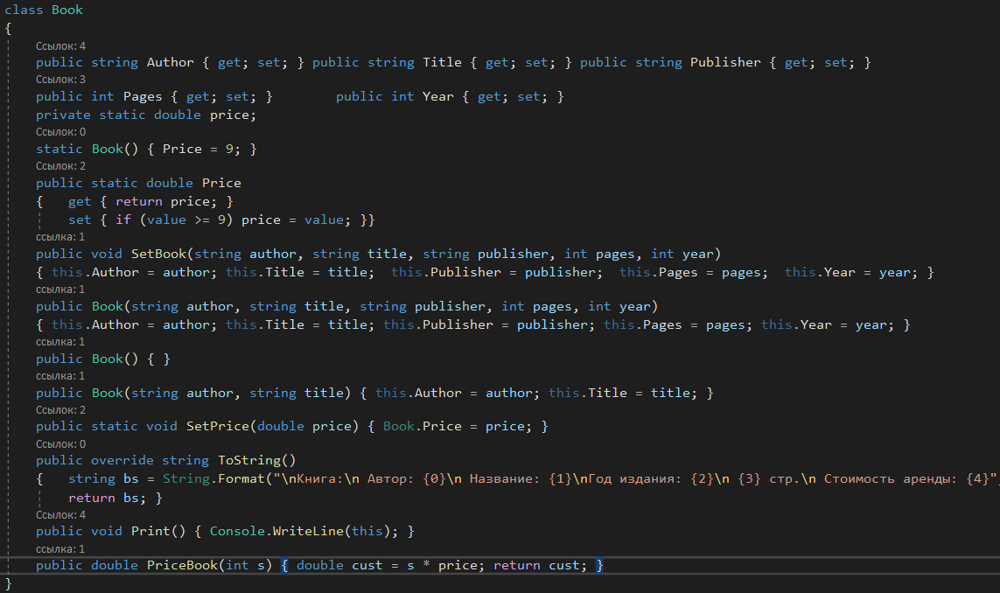 class Book
{
Ссылок: 4
public string Author { get; set; } public string Title { get; set; } public string Publisher { get; set; }
Ссылок: 3
public int Pages { get; set; }        public int Year { get; set; }
private static double price;
Ссылок: 0
static Book() { Price = 9; }
Ссылок: 2
public static double Price
{   get { return price; }
set { if (value >= 9) price = value; }}
ссылка: 1
public void SetBook(string author, string title, string publisher, int pages, int year)
{ this.Author = author; this.Title = title;  this.Publisher = publisher;  this.Pages = pages;  this.Year = year; }
ссылка: 1
public Book(string author, string title, string publisher, int pages, int year)
{ this.Author = author; this.Title = title; this.Publisher = publisher; this.Pages = pages; this.Year = year; }
ссылка: 1
public Book() { }
ссылка: 1
public Book(string author, string title) { this.Author = author; this.Title = title; }
Ссылок: 2
public static void SetPrice(double price) { Book.Price = price; }
Ссылок: 0
public override string ToString()
{   string bs = String.Format("\nКнига:\n Автор: {0}\n Название: {1}\nГод издания: {2}\n {3} стр.\n Стоимость аренды: {4}",
return bs; }
Ссылок: 4
public void Print() { Console.WriteLine(this); }
ссылка: 1
public double PriceBook(int s) { double cust = s * price; return cust; }
}